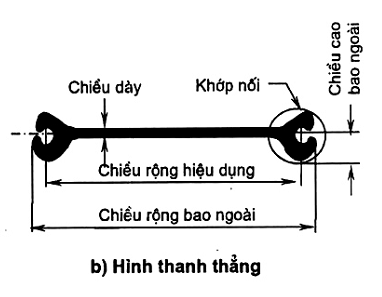 Chiều dày
Khớp nối
Chiều cao
bao ngoài
Chiều rộng hiệu dụng
Chiều rộng bao ngoài
b) Hình thanh thẳng